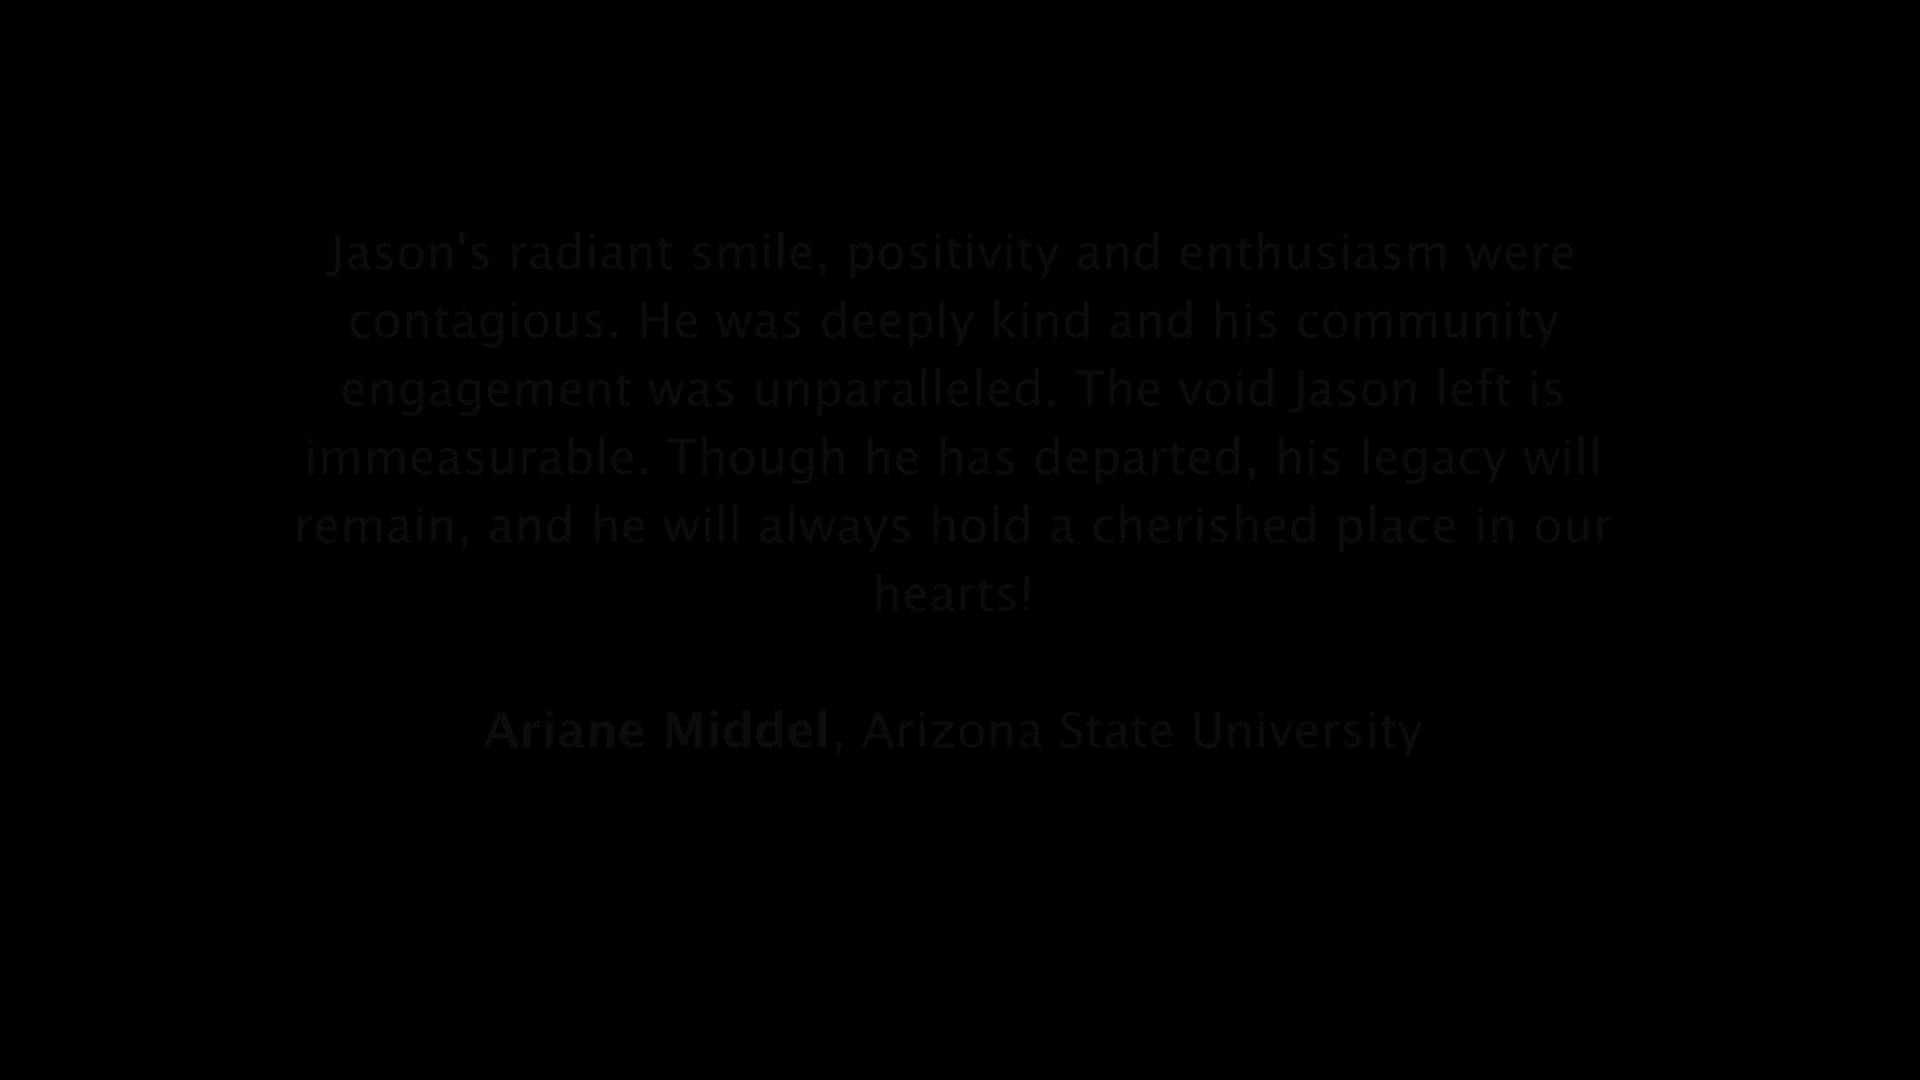 Jason's radiant smile, positivity and enthusiasm were
contagious. He was deeply kind and his community
engagement was unparalleled. The void Jason left is
immeasurable. Though he has departed, his legacy will
remain, and he will always hold a cherished place in our
hearts!
Ariane Middel, Arizona State University